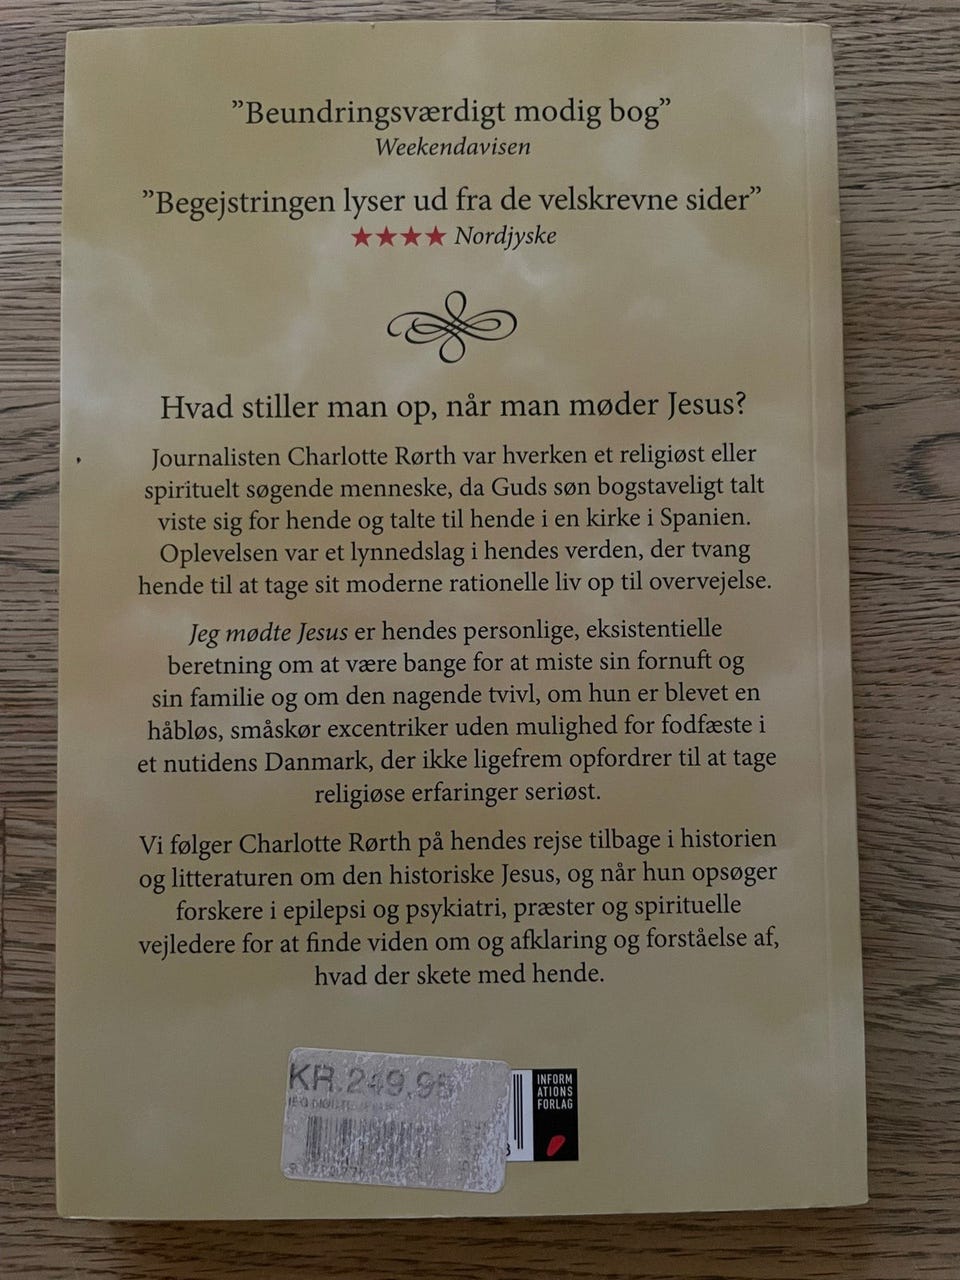 ”Beundringsværdigt modig bog”
Weekendavisen
”Begejstringen lyser ud fra de velskrevne sider”
★★★★ Nordjyske
Hvad stiller man op, når man møder Jesus?
Journalisten Charlotte Rørth var hverken et religiøst eller
spirituelt søgende menneske, da Guds søn bogstaveligt talt
viste sig for hende og talte til hende i en kirke i Spanien.
Oplevelsen var et lynnedslag i hendes verden, der tvang
hende til at tage sit moderne rationelle liv op til overvejelse.
Jeg mødte Jesus er hendes personlige, eksistentielle
beretning om at være bange for at miste sin fornuft og
sin familie og om den nagende tvivl, om hun er blevet en
håbløs, småskør excentriker uden mulighed for fodfæste i
et nutidens Danmark, der ikke ligefrem opfordrer til at tage
religiøse erfaringer seriøst.
Vi følger Charlotte Rørth på hendes rejse tilbage i historien
og litteraturen om den historiske Jesus, og når hun opsøger
forskere i epilepsi og psykiatri, præster og spirituelle
vejledere for at finde viden om og afklaring og forståelse af,
hvad der skete med hende.
KR.249,95
INFORM
ATIONS
FORLAG